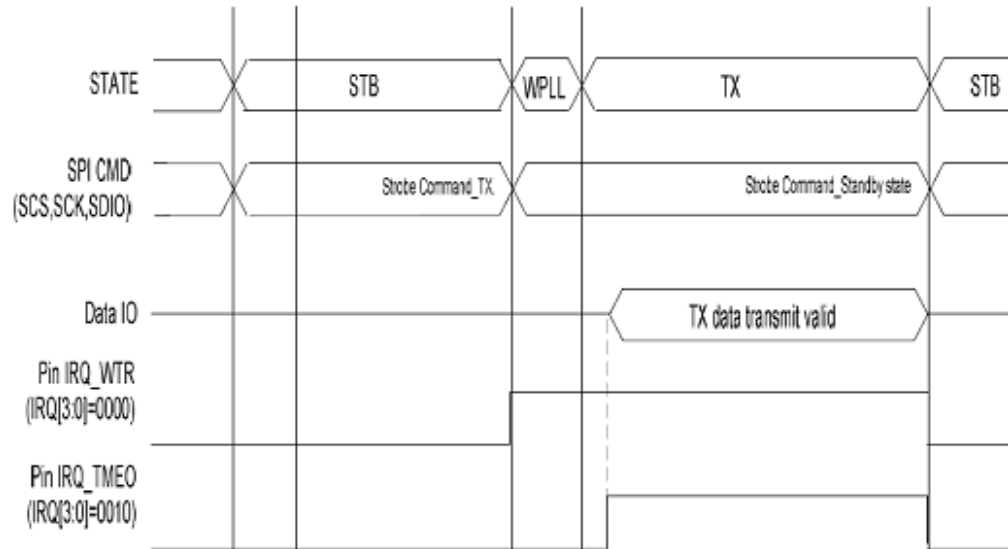 STATE
STB
WPLL
TX
STB
SPI CMD
(SCS,SCK,SDIO)
Strobe Command_TX
Strobe Command_Standby state
Data IO
TX data transmit valid
Pin IRQ_WTR
(IRQ[3:0]=0000)
Pin IRQ_TMEO
(IRQ[3:0]=0010)